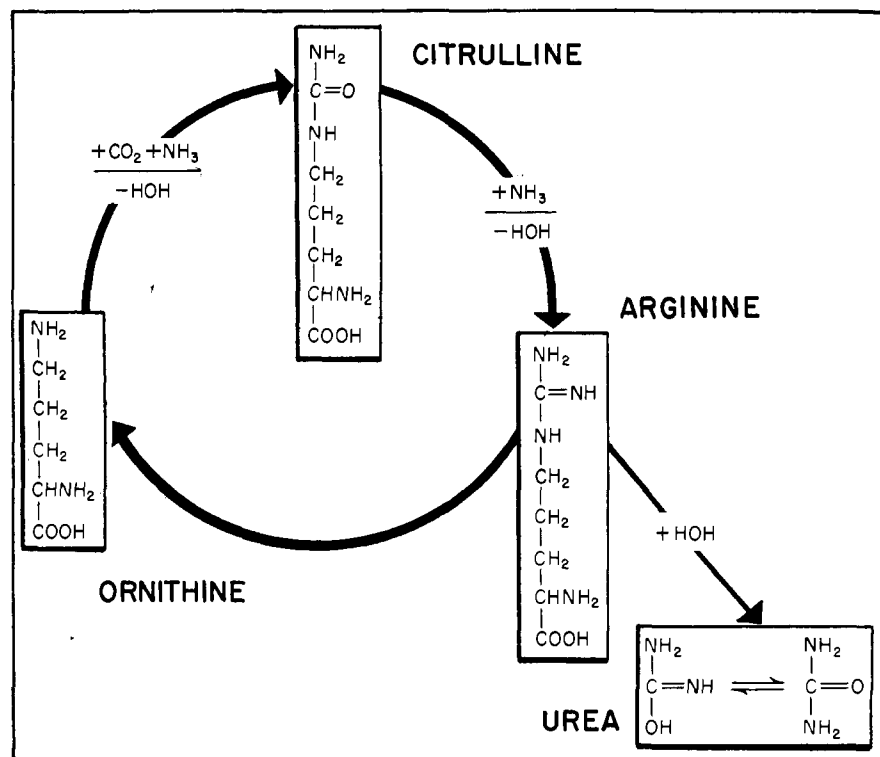 CITRULLINE
NH₂
C=O
NH
CH₂
CH₂
CH₂
CHNH₂
COOH
+CO₂ +NH₃
-HOH
+NH₃
-HOH
ARGININE
NH₂
C=NH
NH
CH₂
CH₂
CH₂
CHNH₂
COOH
NH₂
CH₂
CH₂
CH₂
CHNH₂
COOH
ORNITHINE
+HOH
UREA
NH₂
C=NH
OH
⇌
NH₂
C=O
NH₂